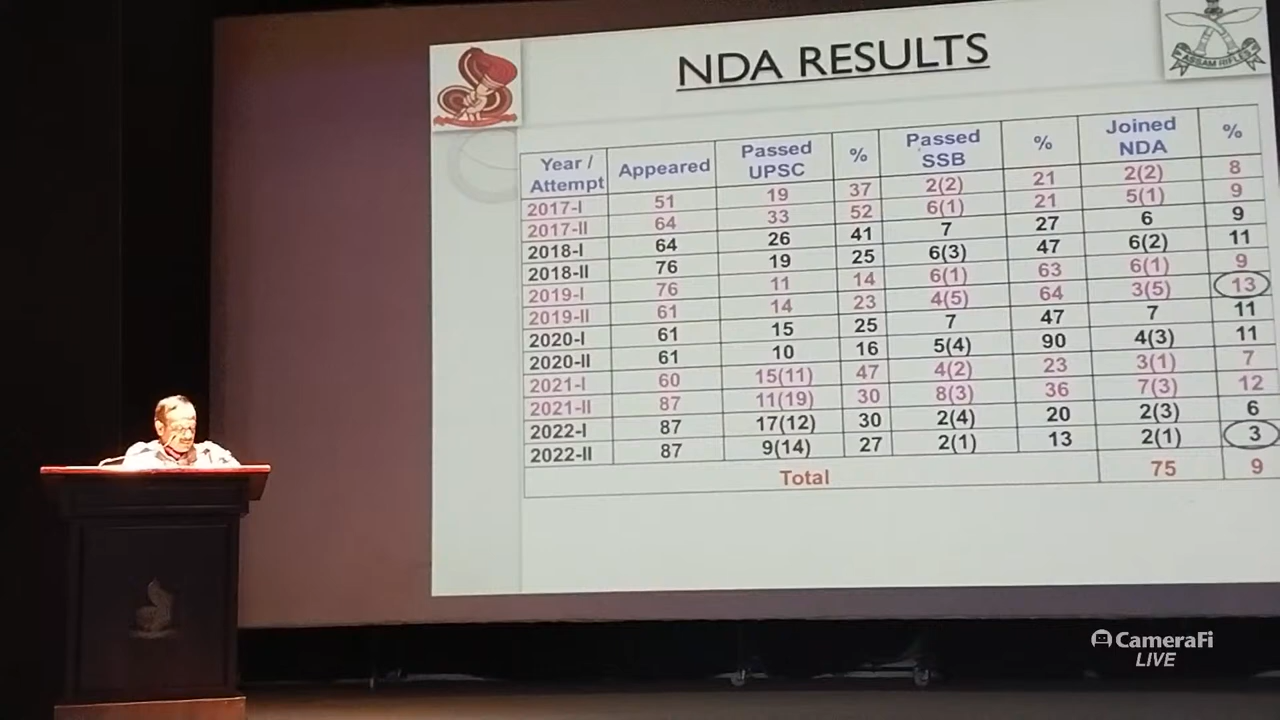 NDA RESULTS
ASSAM RIFLES
Year / Attempt Appeared Passed UPSC % Passed SSB % Joined NDA %
2017-I 51 19 37 2(2) 21 2(2) 8
2017-II 64 33 52 6(1) 21 5(1) 9
2018-I 64 26 41 7 27 6 9
2018-II 76 19 25 6(3) 47 6(2) 11
2019-I 76 11 14 6(1) 63 6(1) 9
2019-II 61 14 23 4(5) 64 3(5) 13
2020-I 61 15 25 7 47 7 11
2020-II 61 10 16 5(4) 90 4(3) 11
2021-I 60 15(11) 47 4(2) 23 3(1) 7
2021-II 87 11(19) 30 8(3) 36 7(3) 12
2022-I 87 17(12) 30 2(4) 20 2(3) 6
2022-II 87 9(14) 27 2(1) 13 2(1) 3
Total 75 9
CameraFi
LIVE